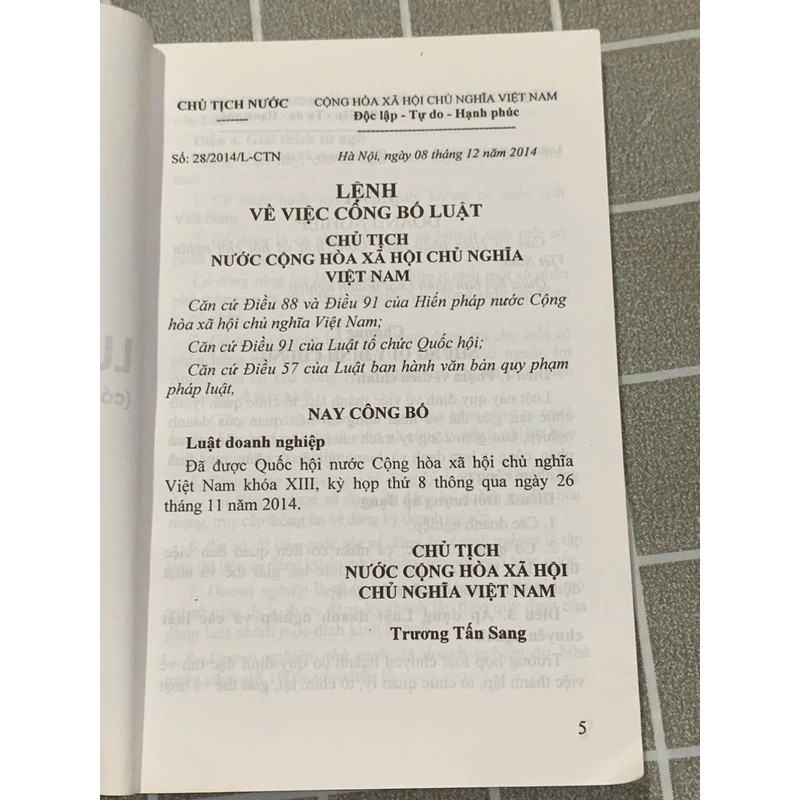 CHỦ TỊCH NƯỚC
-------
CỘNG HÒA XÃ HỘI CHỦ NGHĨA VIỆT NAM
Độc lập - Tự do - Hạnh phúc
---------------------------
Số: 28/2014/L-CTN
Hà Nội, ngày 08 tháng 12 năm 2014
LỆNH
VỀ VIỆC CÔNG BỐ LUẬT
CHỦ TỊCH
NƯỚC CỘNG HÒA XÃ HỘI CHỦ NGHĨA
VIỆT NAM
Căn cứ Điều 88 và Điều 91 của Hiến pháp nước Cộng
hòa xã hội chủ nghĩa Việt Nam;
Căn cứ Điều 91 của Luật tổ chức Quốc hội;
Căn cứ Điều 57 của Luật ban hành văn bản quy phạm
pháp luật,
NAY CÔNG BỐ
Luật doanh nghiệp
Đã được Quốc hội nước Cộng hòa xã hội chủ nghĩa
Việt Nam khóa XIII, kỳ họp thứ 8 thông qua ngày 26
tháng 11 năm 2014.
CHỦ TỊCH
NƯỚC CỘNG HÒA XÃ HỘI
CHỦ NGHĨA VIỆT NAM
Trương Tấn Sang
5